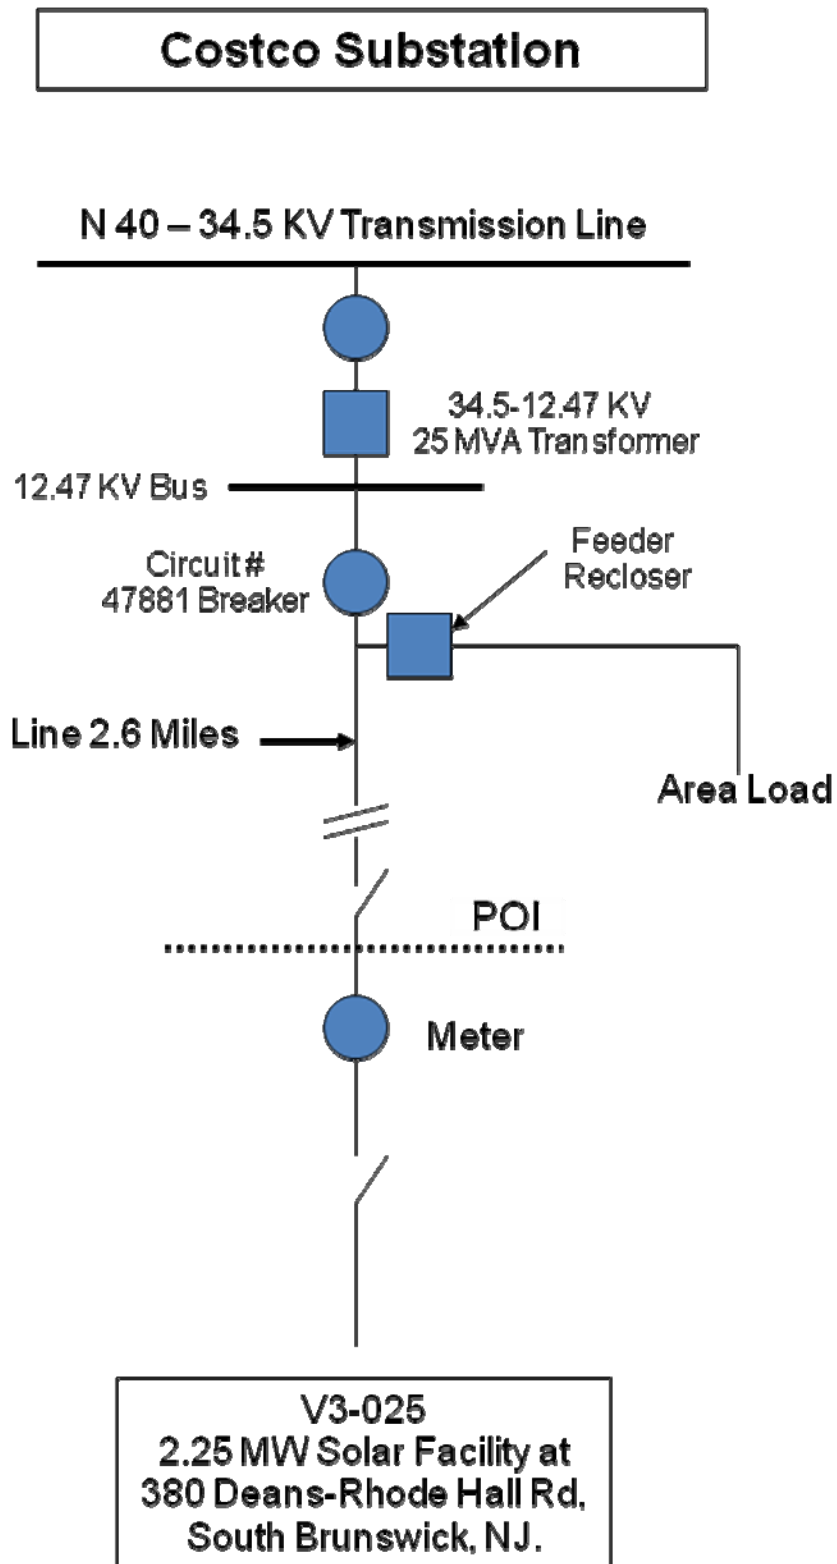 Costco Substation
N 40 – 34.5 KV Transmission Line
34.5-12.47 KV
25 MVA Transformer
12.47 KV Bus
Circuit#
47881 Breaker
Feeder
Recloser
Line 2.6 Miles
Area Load
POI
Meter
V3-025
2.25 MW Solar Facility at
380 Deans-Rhode Hall Rd,
South Brunswick, NJ.